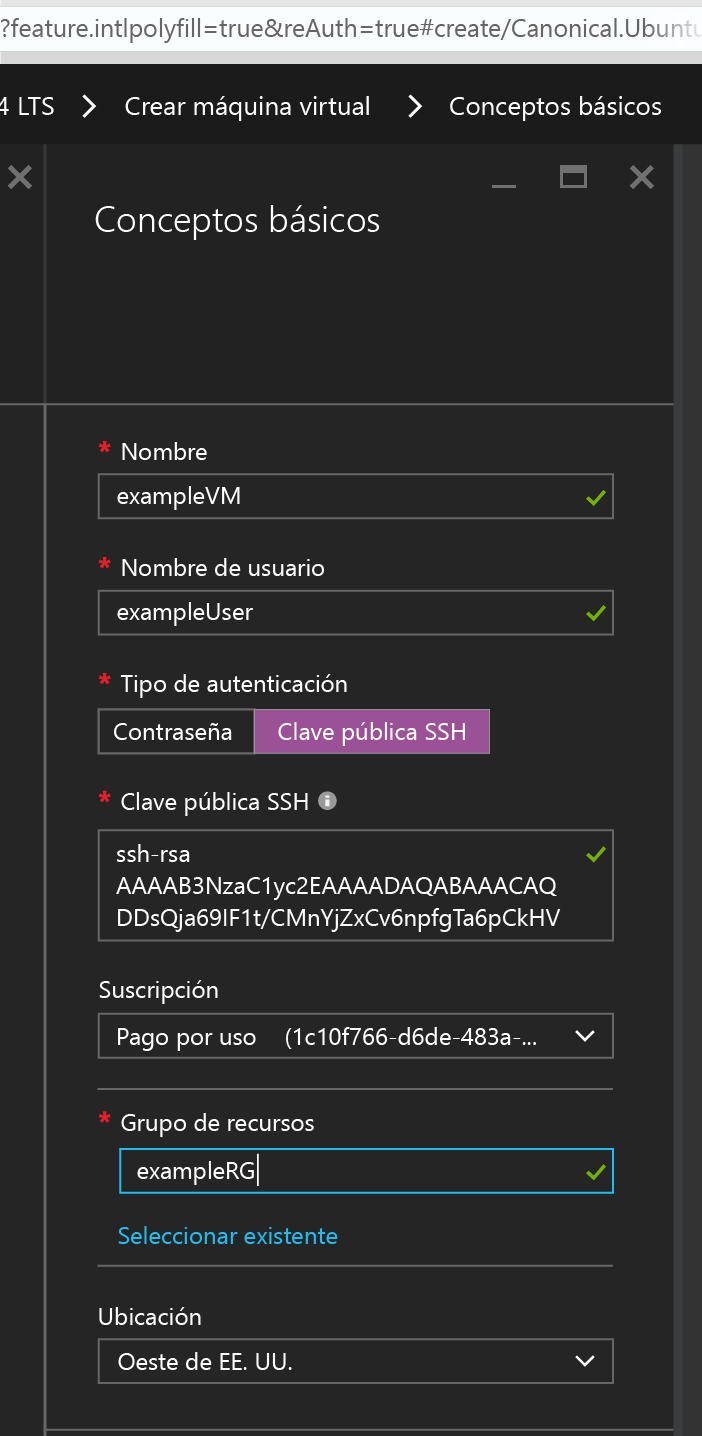 ?feature.intlpolyfill=true&reAuth=true#create/Canonical.Ubuntu
4 LTS > Crear máquina virtual > Conceptos básicos
Conceptos básicos
* Nombre
exampleVM
* Nombre de usuario
exampleUser
* Tipo de autenticación
Contraseña Clave pública SSH
* Clave pública SSH
ssh-rsa
AAAAB3NzaC1yc2EAAAADAQABAAACAQ
DDsQja69IF1t/CMnYjZxCv6npfgTa6pCkHV
Suscripción
Pago por uso (1c10f766-d6de-483a-...
* Grupo de recursos
exampleRG
Seleccionar existente
Ubicación
Oeste de EE. UU.